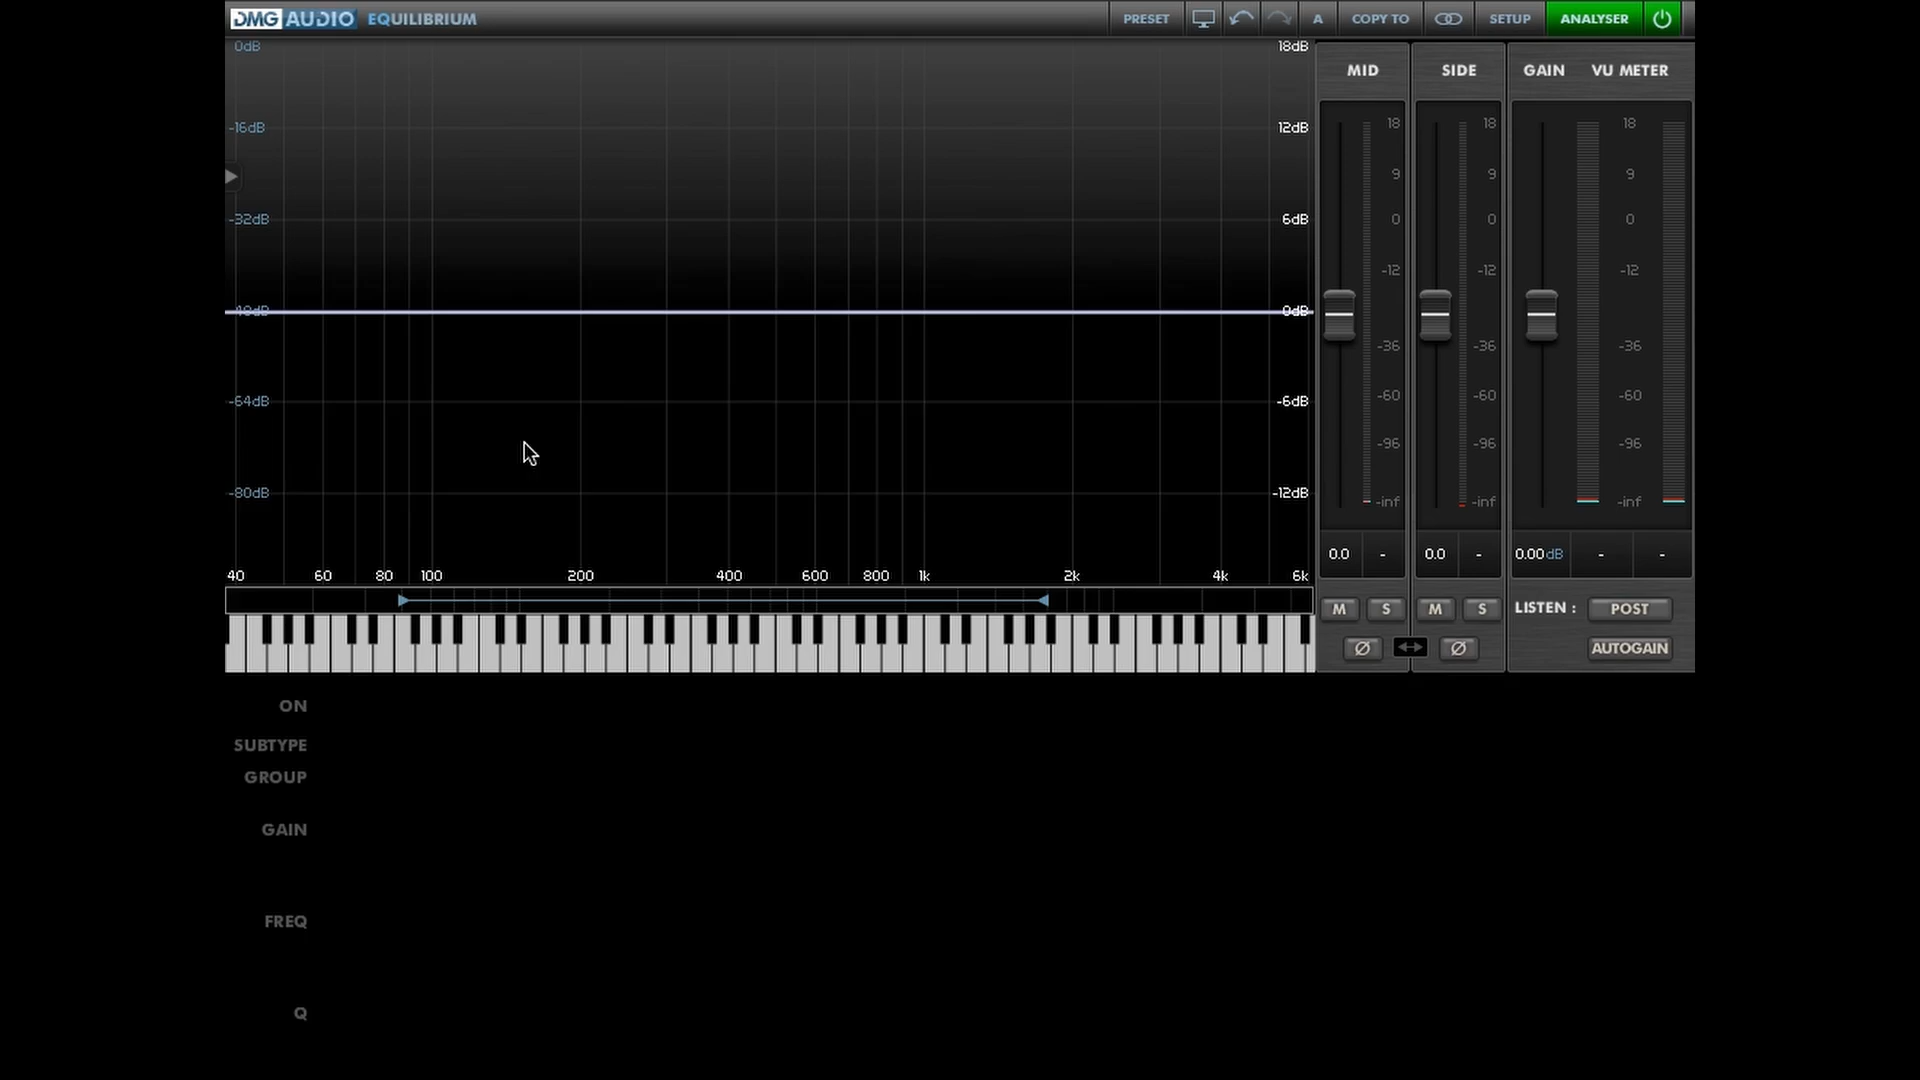 DMG AUDIO EQUILIBRIUM PRESET A COPY TO SETUP ANALYSER
0dB 18dB
MID SIDE GAIN VU METER
-16dB 12dB
18 18 18
9 9 9
-32dB 6dB 0 0 0
-12 -12 -12
-48dB 0dB
-36 -36 -36
-64dB -6dB -60 -60 -60
-96 -96 -96
-80dB -12dB -inf -inf -inf
0.0 - 0.0 - 0.00dB - -
40 60 80 100 200 400 600 800 1k 2k 4k 6k
M S M S LISTEN : POST
Ø Ø AUTOGAIN
ON
SUBTYPE
GROUP
GAIN
FREQ
Q